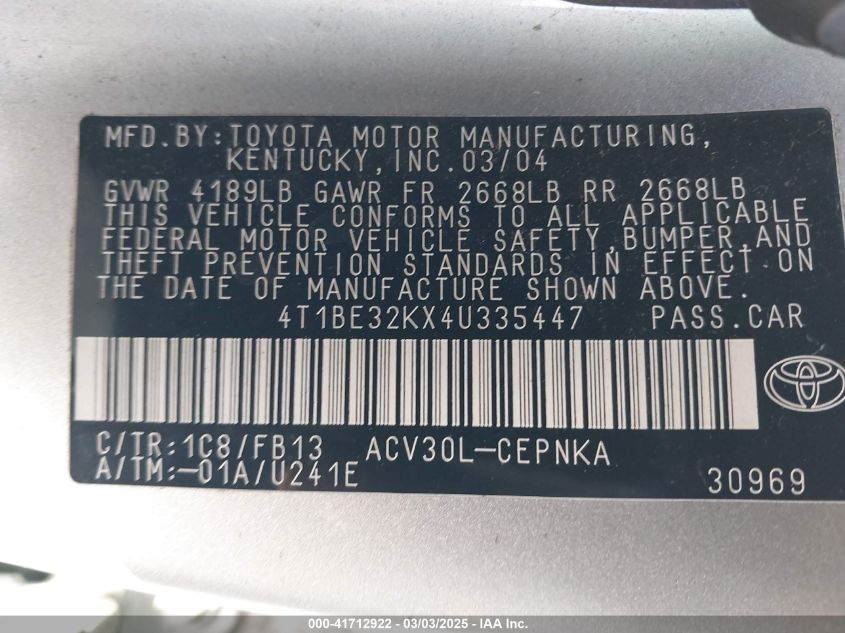 MFD.BY:TOYOTA MOTOR MANUFACTURING,
KENTUCKY,INC.03/04
GVWR 4189LB GAWR FR 2668LB RR 2668LB
THIS VEHICLE CONFORMS TO ALL APPLICABLE
FEDERAL MOTOR VEHICLE SAFETY,BUMPER,AND
THEFT PREVENTION STANDARDS IN EFFECT ON
THE DATE OF MANUFACTURE SHOWN ABOVE.
4T1BE32KX4U335447 PASS.CAR
C/TR:1C8/FB13 ACV30L-CEPNKA
A/TM:-01A/U241E 30969
000-41712922 - 03/03/2025 - IAA Inc.